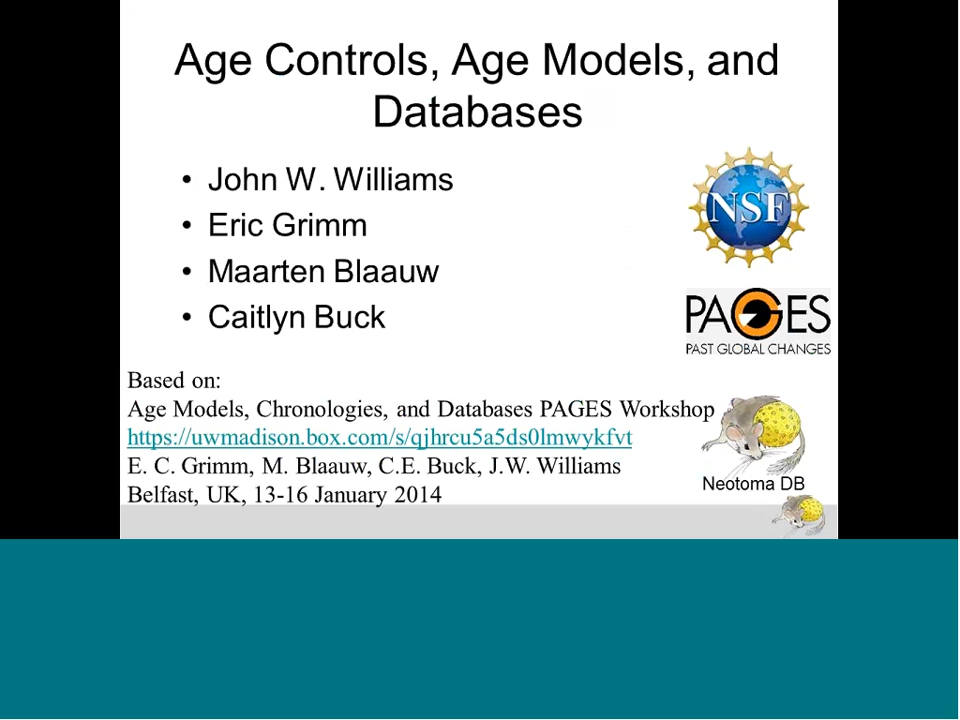 Age Controls, Age Models, and
Databases
• John W. Williams
• Eric Grimm
• Maarten Blaauw
• Caitlyn Buck
NSF
PAGES
PAST GLOBAL CHANGES
Based on:
Age Models, Chronologies, and Databases PAGES Workshop
https://uwmadison.box.com/s/qjhrcu5a5ds0lmwykfvt
E. C. Grimm, M. Blaauw, C.E. Buck, J.W. Williams
Belfast, UK, 13-16 January 2014
Neotoma DB